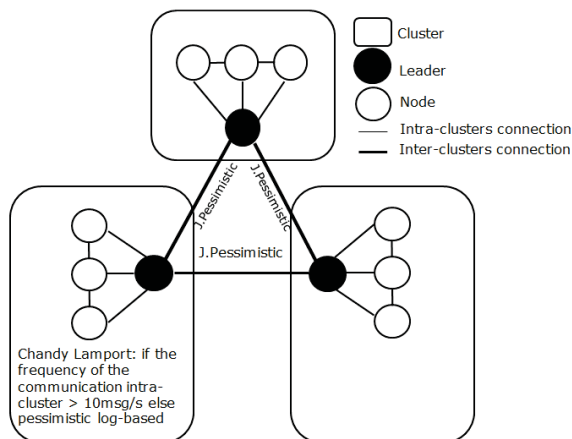 Cluster
Leader
Node
Intra-clusters connection
Inter-clusters connection
J.Pessimistic
J.Pessimistic
J.Pessimistic
Chandy Lamport: if the
frequency of the
communication intra-
cluster > 10msg/s else
pessimistic log-based